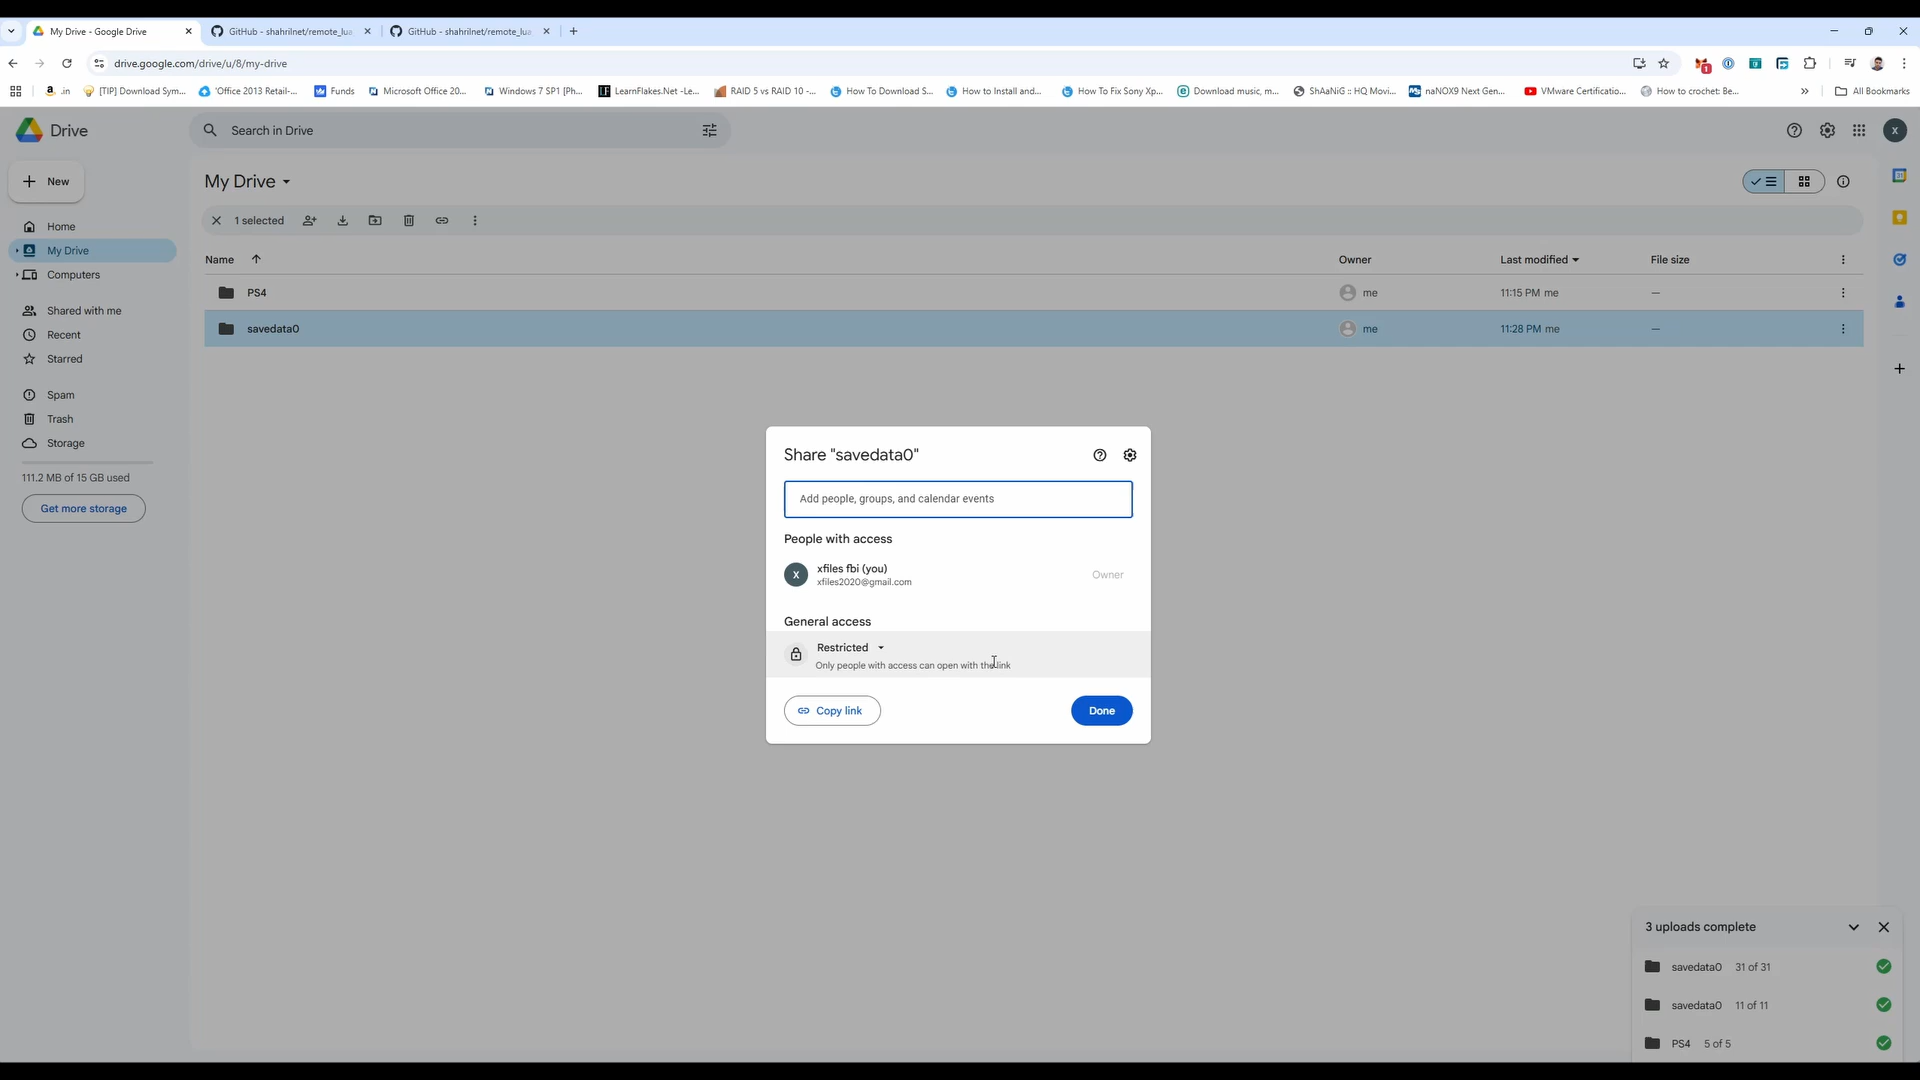 My Drive - Google Drive
GitHub - shahrilnet/remote_lua
GitHub - shahrilnet/remote_lua
drive.google.com/drive/u/8/my-drive
1
.in
[TIP] Download Sym...
'Office 2013 Retail-...
Funds
Microsoft Office 20...
Windows 7 SP1 [Ph...
LearnFlakes.Net -Le...
RAID 5 vs RAID 10 -...
How To Download S...
How to Install and...
How To Fix Sony Xp...
Download music, m...
ShAaNiG :: HQ Movi...
naNOX9 Next Gen...
VMware Certificatio...
How to crochet: Be...
All Bookmarks
Drive
Search in Drive
X
New
My Drive
1 selected
Home
My Drive
Computers
Shared with me
Recent
Starred
Spam
Trash
Storage
111.2 MB of 15 GB used
Get more storage
Name
Owner
Last modified
File size
PS4
me
11:15 PM me
—
savedata0
me
11:28 PM me
—
Share "savedata0"
Add people, groups, and calendar events
People with access
X
xfiles fbi (you)
xfiles2020@gmail.com
Owner
General access
Restricted
Only people with access can open with the link
Copy link
Done
3 uploads complete
savedata0 31 of 31
savedata0 11 of 11
PS4 5 of 5